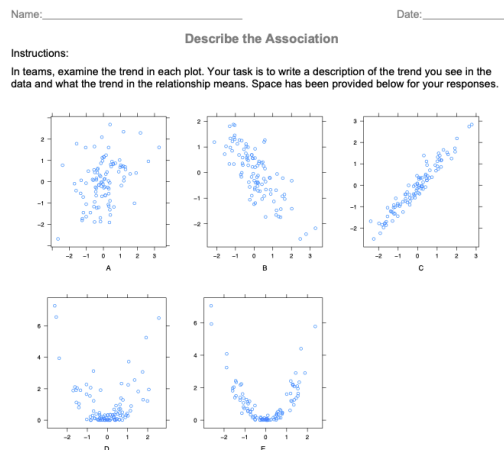 Name:____________________________ Date:____________
Describe the Association
Instructions:
In teams, examine the trend in each plot. Your task is to write a description of the trend you see in the
data and what the trend in the relationship means. Space has been provided below for your responses.
2
1
0
-1
-2
-2 -1 0 1 2 3
A
2
1
0
-1
-2
-2 -1 0 1 2 3
B
3
2
1
0
-1
-2
-2 -1 0 1 2 3
C
6
4
2
0
-2 -1 0 1 2
D
6
4
2
0
-2 -1 0 1 2
E